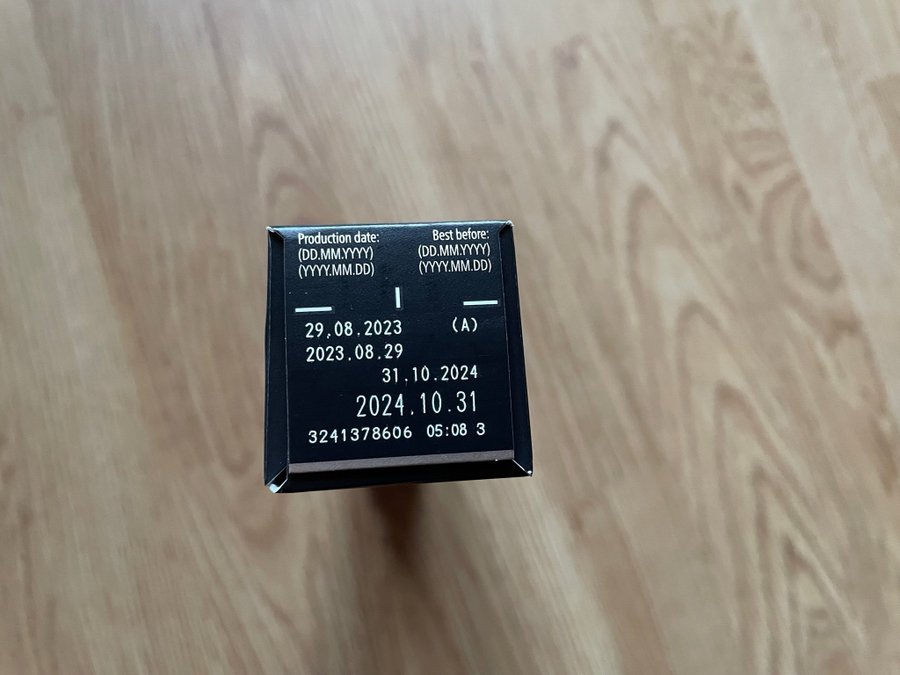 Production date: Best before:
(DD.MM.YYYY) (DD.MM.YYYY)
(YYYY.MM.DD) (YYYY.MM.DD)
29.08.2023 (A)
2023.08.29
31.10.2024
2024.10.31
3241378606 05:08 3